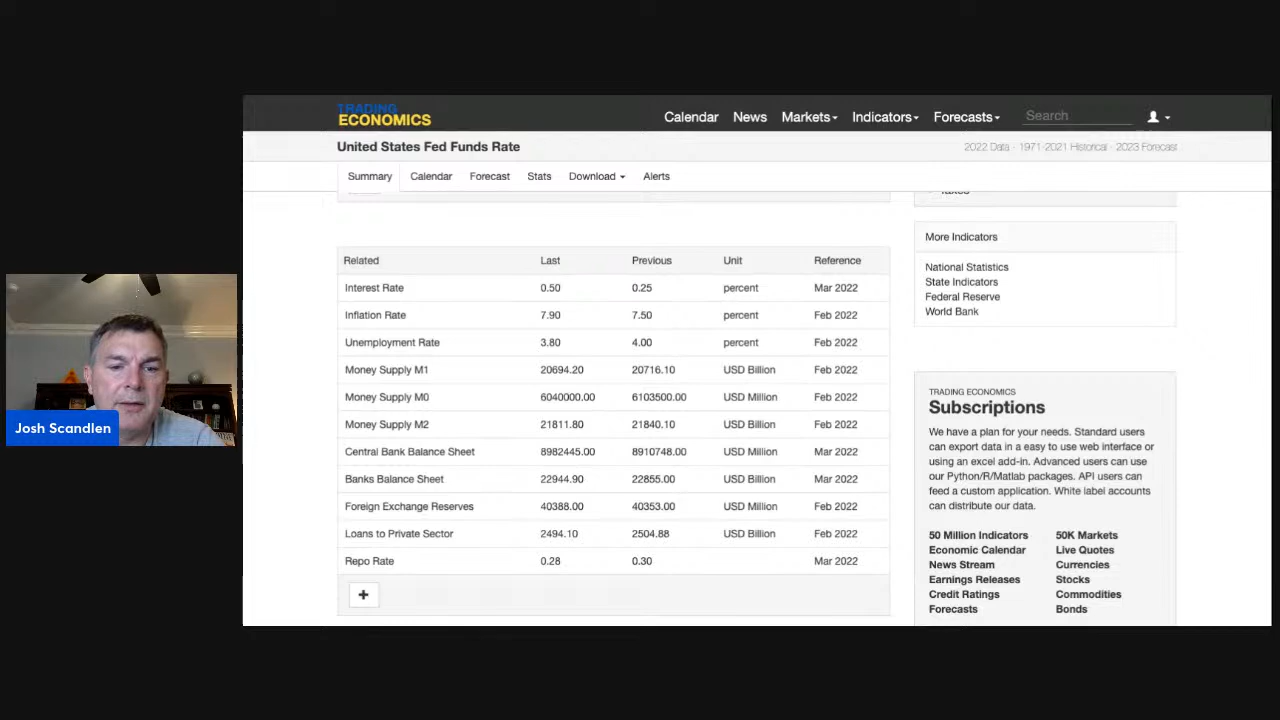 TRADING
ECONOMICS
Calendar News Markets Indicators Forecasts Search
United States Fed Funds Rate
2022 Data - 1971-2021 Historical - 2023 Forecast
Summary Calendar Forecast Stats Download Alerts
Taxes
Related Last Previous Unit Reference
Interest Rate 0.50 0.25 percent Mar 2022
Inflation Rate 7.90 7.50 percent Feb 2022
Unemployment Rate 3.80 4.00 percent Feb 2022
Money Supply M1 20694.20 20716.10 USD Billion Feb 2022
Money Supply M0 6040000.00 6103500.00 USD Million Feb 2022
Money Supply M2 21811.80 21840.10 USD Billion Feb 2022
Central Bank Balance Sheet 8982445.00 8910748.00 USD Million Mar 2022
Banks Balance Sheet 22944.90 22855.00 USD Billion Mar 2022
Foreign Exchange Reserves 40388.00 40353.00 USD Million Feb 2022
Loans to Private Sector 2494.10 2504.88 USD Billion Feb 2022
Repo Rate 0.28 0.30 Mar 2022
+
More Indicators
National Statistics
State Indicators
Federal Reserve
World Bank
TRADING ECONOMICS
Subscriptions
We have a plan for your needs. Standard users
can export data in a easy to use web interface or
using an excel add-in. Advanced users can use
our Python/R/Matlab packages. API users can
feed a custom application. White label accounts
can distribute our data.
50 Million Indicators 50K Markets
Economic Calendar Live Quotes
News Stream Currencies
Earnings Releases Stocks
Credit Ratings Commodities
Forecasts Bonds
Josh Scandlen